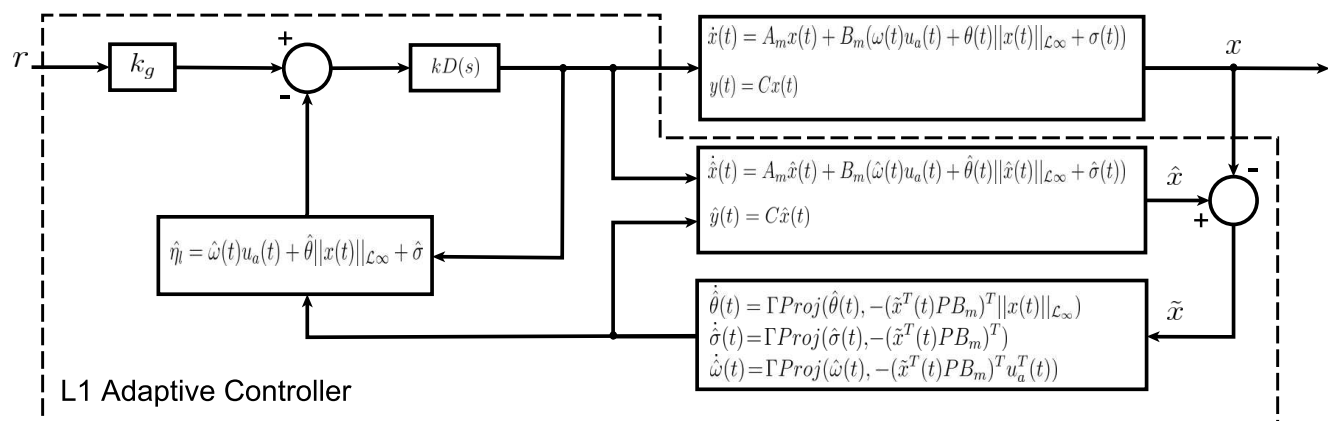 r
k_g
+
-
kD(s)
ẋ(t) = A_m x(t) + B_m(ω(t)u_a(t) + θ(t)||x(t)||_{ℒ∞} + σ(t))
y(t) = Cx(t)
x
x̂̇(t) = A_m x̂(t) + B_m(ω̂(t)u_a(t) + θ̂(t)||x̂(t)||_{ℒ∞} + σ̂(t))
ŷ(t) = Cx̂(t)
x̂
-
+
η̂_l = ω̂(t)u_a(t) + θ̂||x(t)||_{ℒ∞} + σ̂
θ̂̇(t) = ΓProj(θ̂(t), -(x̃^T(t)PB_m)^T||x(t)||_{ℒ∞})
σ̂̇(t) = ΓProj(σ̂(t), -(x̃^T(t)PB_m)^T)
ω̂̇(t) = ΓProj(ω̂(t), -(x̃^T(t)PB_m)^T u_a^T(t))
x̃
L1 Adaptive Controller